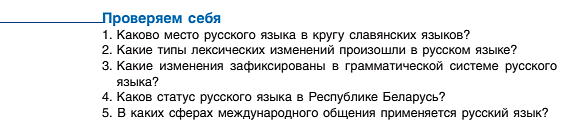 Проверяем себя
1. Каково место русского языка в кругу славянских языков?
2. Какие типы лексических изменений произошли в русском языке?
3. Какие изменения зафиксированы в грамматической системе русского
языка?
4. Каков статус русского языка в Республике Беларусь?
5. В каких сферах международного общения применяется русский язык?